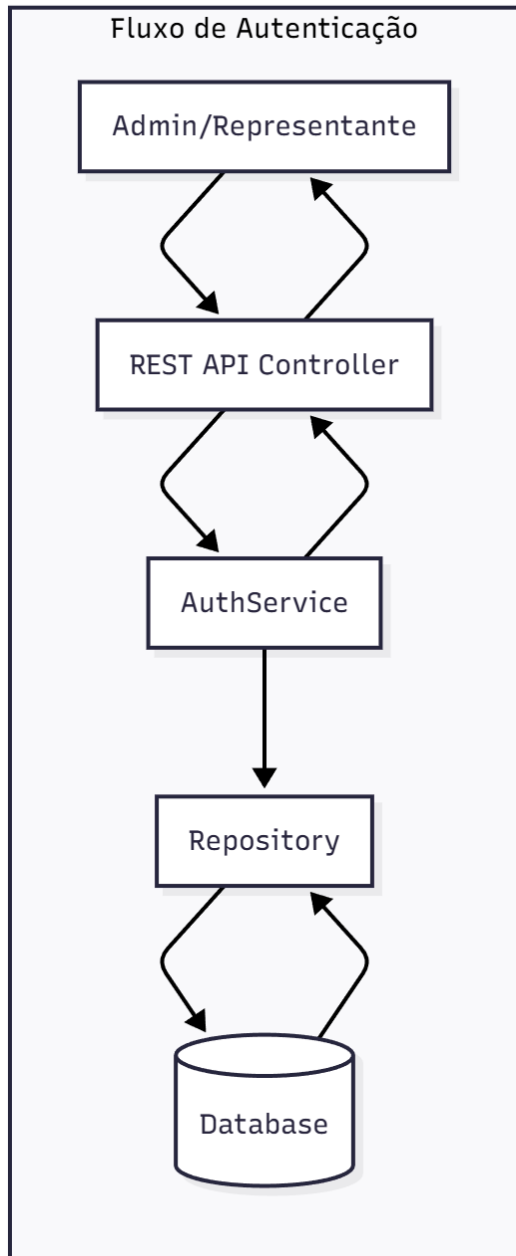 Fluxo de Autenticação
Admin/Representante
REST API Controller
AuthService
Repository
Database